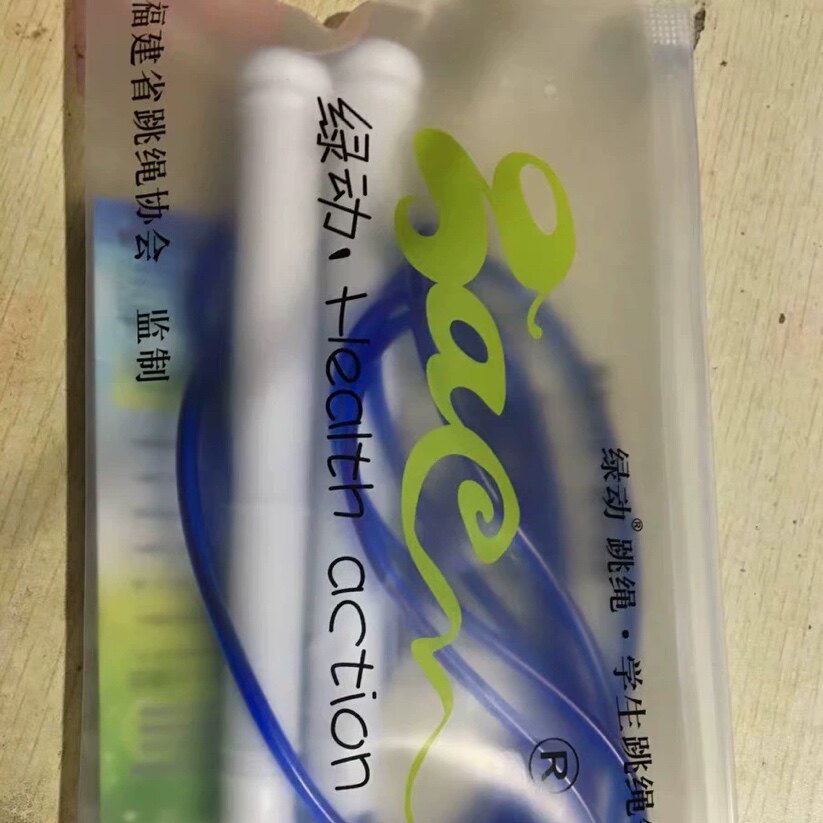 绿动®跳绳·学生跳绳
绿动·Health action
®
福建省跳绳协会 监制